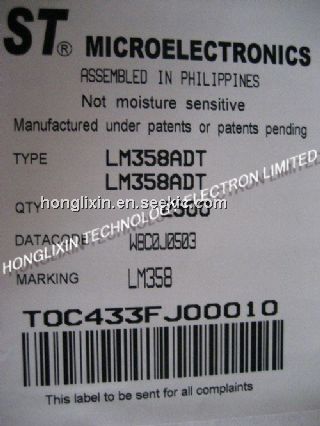 ST® MICROELECTRONICS
ASSEMBLED IN PHILIPPINES
Not moisture sensitive
Manufactured under patents or patents pending
TYPE LM358ADT
LM358ADT
honglixin.en.seekic.com
QTY 2500
DATACODE W8C0J0503
MARKING LM358
HONGLIXIN TECHNOLOGY ELECTRON LIMITED
TOC433FJ00010
This label to be sent for all complaints